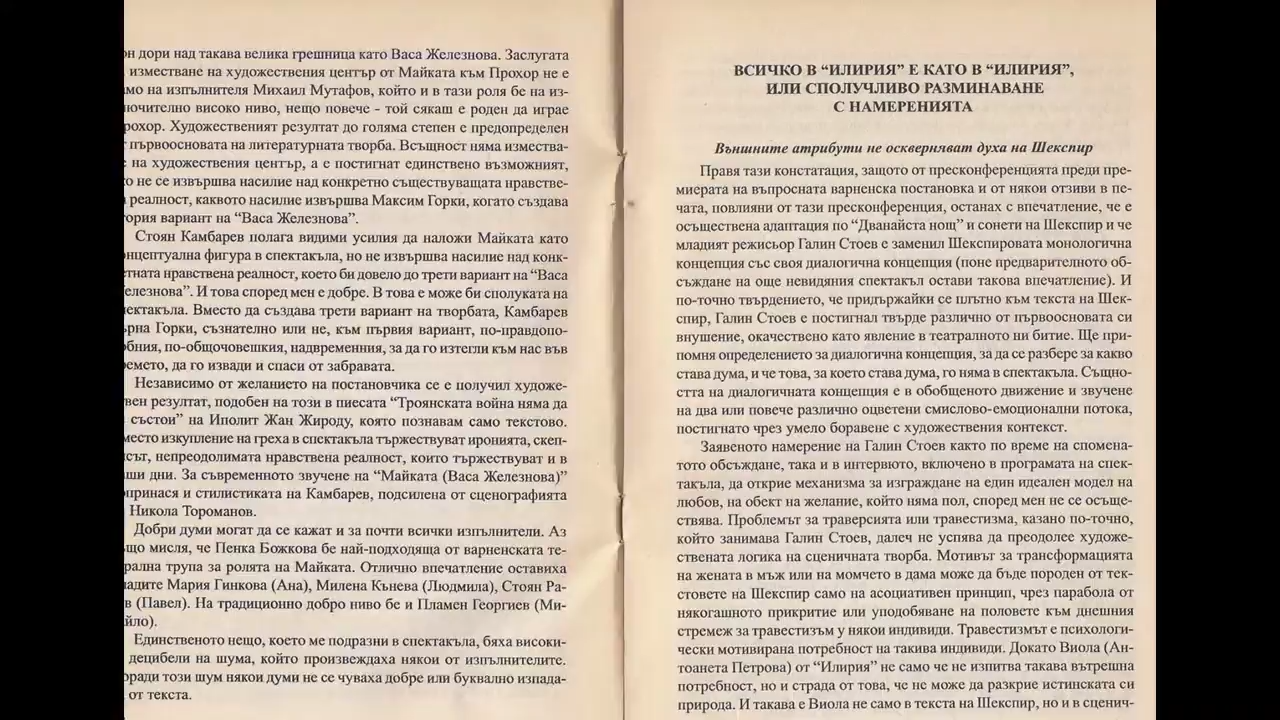 он дори над такава велика грешница като Васа Железнова. Заслугата
изместване на художествения център от Майката към Прохор не е
мо на изпълнителя Михаил Мутафов, който и в тази роля бе на из-
ючително високо ниво, нещо повече - той сякаш е роден да играе
рохор. Художественият резултат до голяма степен е предопределен
първоосновата на литературната творба. Всъщност няма измества-
на художествения център, а е постигнат единствено възможният,
о не се извършва насилие над конкретно съществуващата нравстве-
реалност, каквото насилие извършва Максим Горки, когато създава
тория вариант на “Васа Железнова”.
Стоян Камбарев полага видими усилия да наложи Майката като
нцептуална фигура в спектакъла, но не извършва насилие над конк-
етната нравствена реалност, което би довело до трети вариант на “Васа
Железнова”. И това според мен е добре. В това е може би сполуката на
ектакъла. Вместо да създава трети вариант на творбата, Камбарев
ърна Горки, съзнателно или не, към първия вариант, по-правдопо-
обния, по-общочовешкия, надвременния, за да го изтегли към нас във
емето, да го извади и спаси от забравата.
Независимо от желанието на постановчика се е получил художе-
вен резултат, подобен на този в пиесата “Троянската война няма да
състои” на Иполит Жан Жироду, която познавам само текстово.
место изкупление на греха в спектакъла тържествуват иронията, скеп-
сът, непреодолимата нравствена реалност, които тържествуват и в
ши дни. За съвременното звучене на “Майката (Васа Железнова)”
принася и стилистиката на Камбарев, подсилена от сценографията
Никола Тороманов.
Добри думи могат да се кажат и за почти всички изпълнители. Аз
що мисля, че Пенка Божкова бе най-подходяща от варненската те-
рална трупа за ролята на Майката. Отлично впечатление оставиха
ладите Мария Гинкова (Ана), Милена Кънева (Людмила), Стоян Ра-
в (Павел). На традиционно добро ниво бе и Пламен Георгиев (Ми-
йло).
Единственото нещо, което ме подразни в спектакъла, бяха високи-
децибели на шума, който произвеждаха някои от изпълнителите.
оради този шум някои думи не се чуваха добре или буквално изпада-
от текста.
ВСИЧКО В “ИЛИРИЯ” Е КАТО В “ИЛИРИЯ”,
ИЛИ СПОЛУЧЛИВО РАЗМИНАВАНЕ
С НАМЕРЕНИЯТА
Външните атрибути не оскверняват духа на Шекспир
Правя тази констатация, защото от пресконференцията преди пре-
миерата на въпросната варненска постановка и от някои отзиви в пе-
чата, повлияни от тази пресконференция, останах с впечатление, че е
осъществена адаптация по “Дванайста нощ” и сонети на Шекспир и че
младият режисьор Галин Стоев е заменил Шекспировата монологична
концепция със своя диалогична концепция (поне предварителното об-
съждане на още невидяния спектакъл остави такова впечатление). И
по-точно твърдението, че придържайки се плътно към текста на Шек-
спир, Галин Стоев е постигнал твърде различно от първоосновата си
внушение, окачествено като явление в театралното ни битие. Ще при-
помня определението за диалогична концепция, за да се разбере за какво
става дума, и че това, за което става дума, го няма в спектакъла. Същно-
стта на диалогичната концепция е в обобщеното движение и звучене
на два или повече различно оцветени смислово-емоционални потока,
постигнато чрез умело боравене с художествения контекст.
Заявеното намерение на Галин Стоев както по време на спомена-
тото обсъждане, така и в интервюто, включено в програмата на спек-
такъла, да открие механизма за изграждане на един идеален модел на
любов, на обект на желание, който няма пол, според мен не се осъще-
ствява. Проблемът за траверсията или травестизма, казано по-точно,
който занимава Галин Стоев, далеч не успява да преодолее художе-
ствената логика на сценичната творба. Мотивът за трансформацията
на жената в мъж или на момчето в дама може да бъде породен от тек-
стовете на Шекспир само на асоциативен принцип, чрез парабола от
някогашното прикритие или уподобяване на половете към днешния
стремеж за травестизъм у някои индивиди. Травестизмът е психологи-
чески мотивирана потребност на такива индивиди. Докато Виола (Ан-
тоанета Петрова) от “Илирия” не само че не изпитва такава вътрешна
потребност, но и страда от това, че не може да разкрие истинската си
природа. И такава е Виола не само в текста на Шекспир, но и в сценич-